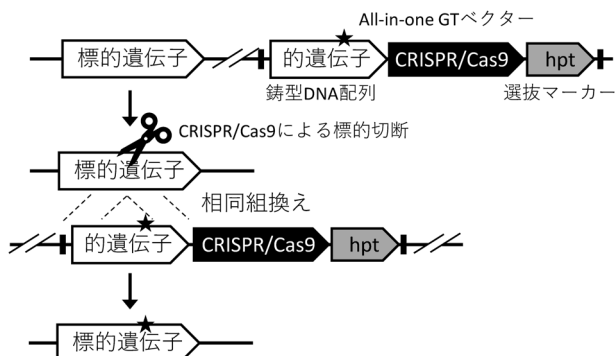 All-in-one GTベクター
標的遺伝子
的遺伝子
CRISPR/Cas9
hpt
鋳型DNA配列
選抜マーカー
CRISPR/Cas9による標的切断
標的遺伝子
相同組換え
的遺伝子
CRISPR/Cas9
hpt
標的遺伝子